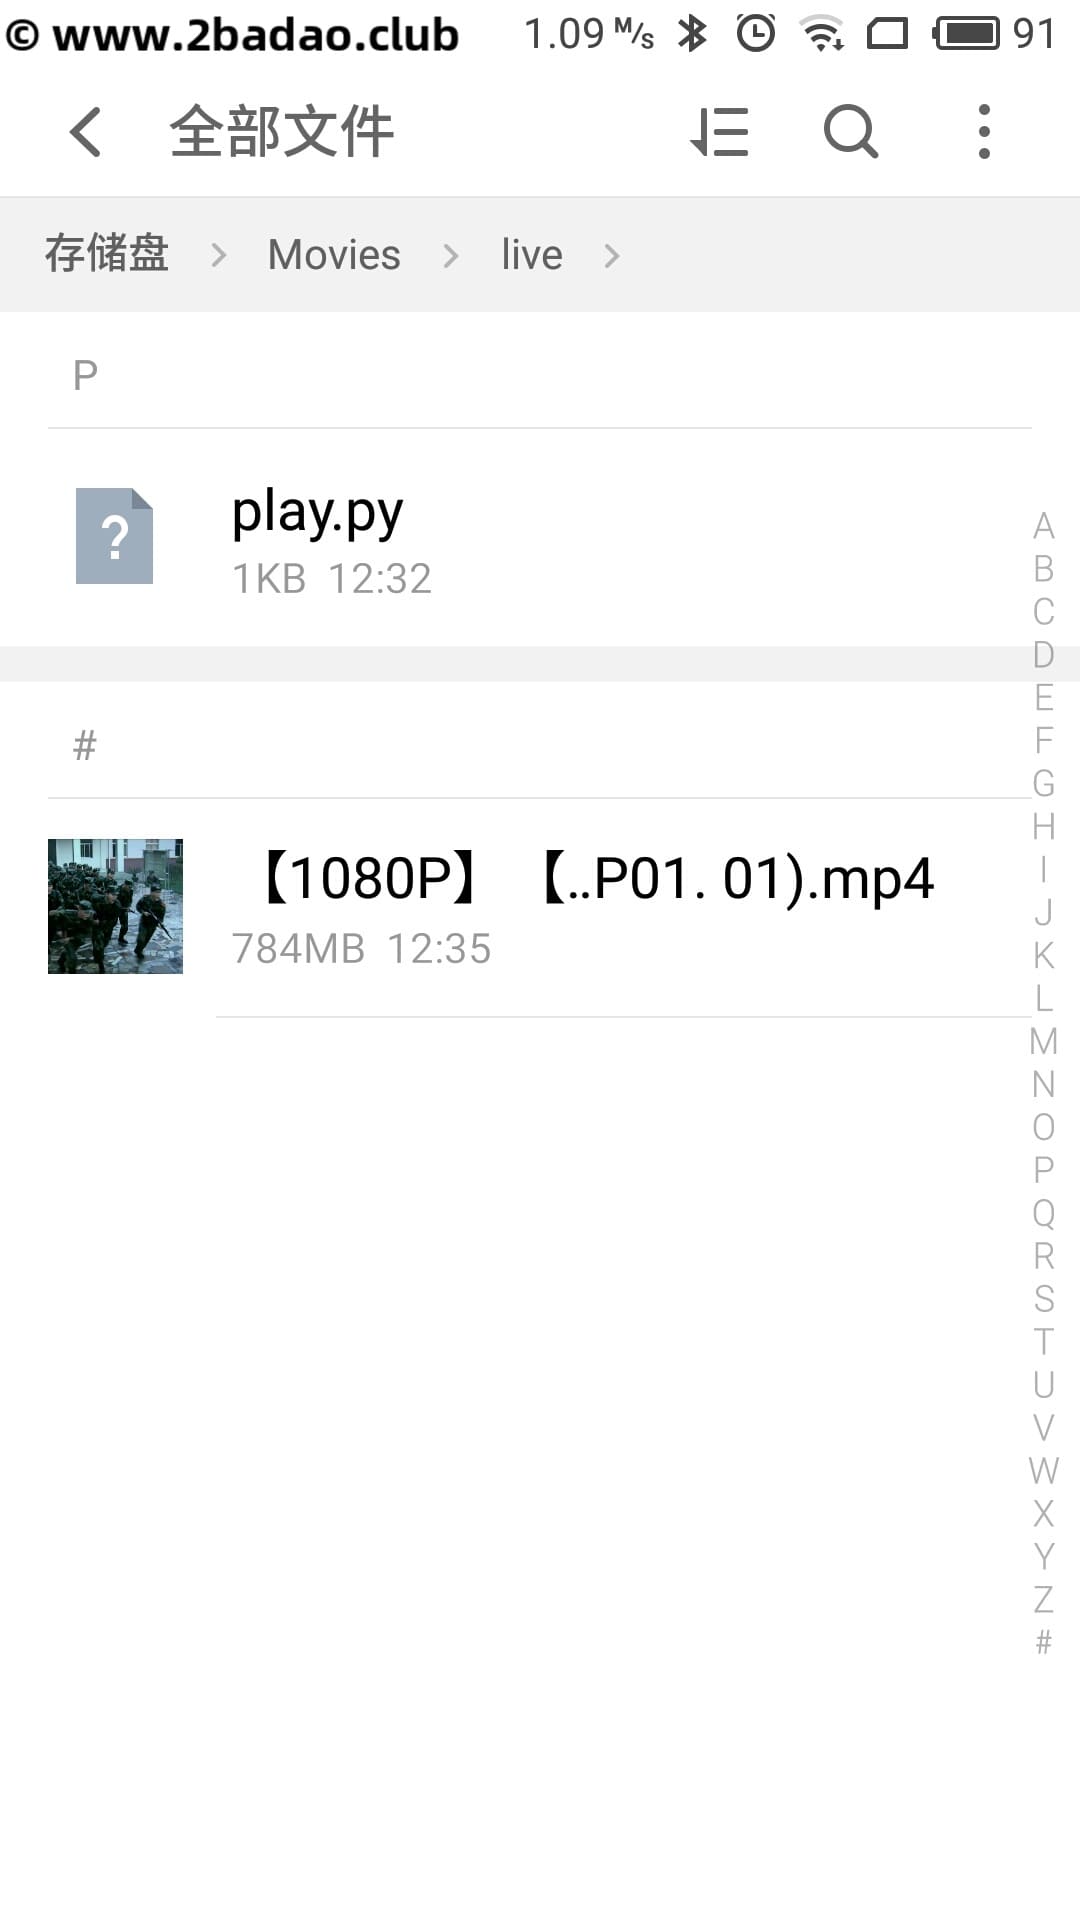 © www.2badao.club 1.09 M/s 91
全部文件
存储盘 > Movies > live >
P
play.py
1KB 12:32
#
【1080P】 【..P01. 01).mp4
784MB 12:35
A
B
C
D
E
F
G
H
I
J
K
L
M
N
O
P
Q
R
S
T
U
V
W
X
Y
Z
#